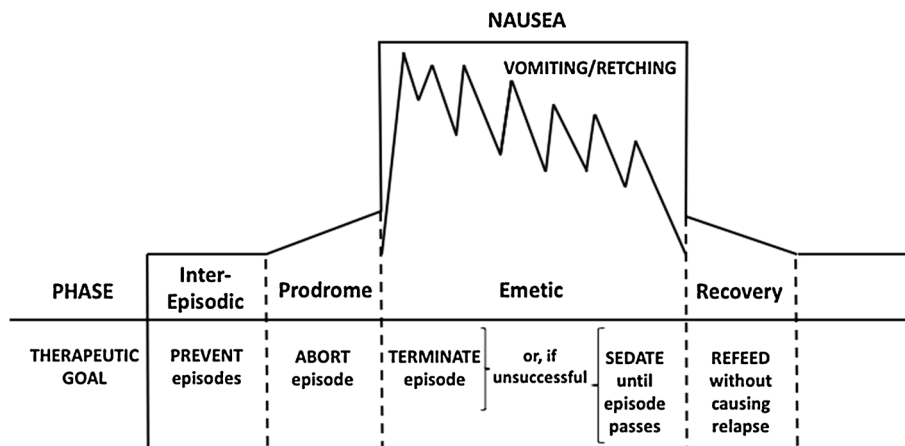 NAUSEA
VOMITING/RETCHING
PHASE
Inter-
Episodic
Prodrome
Emetic
Recovery
THERAPEUTIC
GOAL
PREVENT
episodes
ABORT
episode
TERMINATE
episode
or, if
unsuccessful
SEDATE
until
episode
passes
REFEED
without
causing
relapse